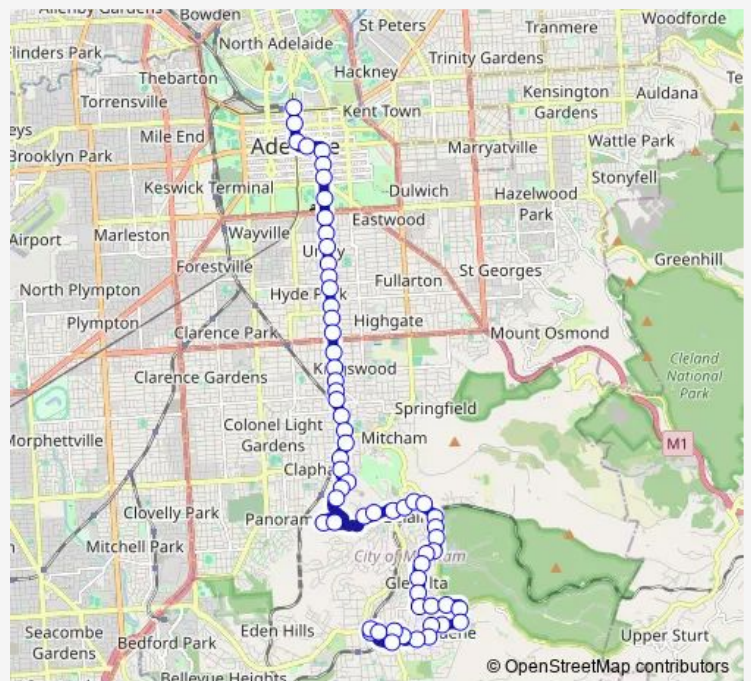 Allenby Gardens
Bowden
St Peters
Woodforde
Tranmere
Flinders Park
North Adelaide
Trinity Gardens
Thebarton
Hackney
Kensington
Gardens
Auldana
Torrensville
Kent Town
Mile End
Wattle Park
Brooklyn Park
Marryatville
Stonyfell
Keswick Terminal
Dulwich
Hazelwood
Park
Eastwood
Airport
Marleston
Wayville
Greenhill
Forestville
St Georges
Fullarton
North Plympton
Hyde P
Plympton
Highgate
Clarence Park
Mount Osmond
Cleland
National
Park
Clarence Gardens
Springfield
Morphettville
Colonel Light
Gardens
Mitcham
M1
Clovelly Park
Mitchell Park
City of M
Seacombe
Gardens
Eden Hills
Bedford Park
Upper Sturt
Bellevue Heights
© OpenStreetMap contributors